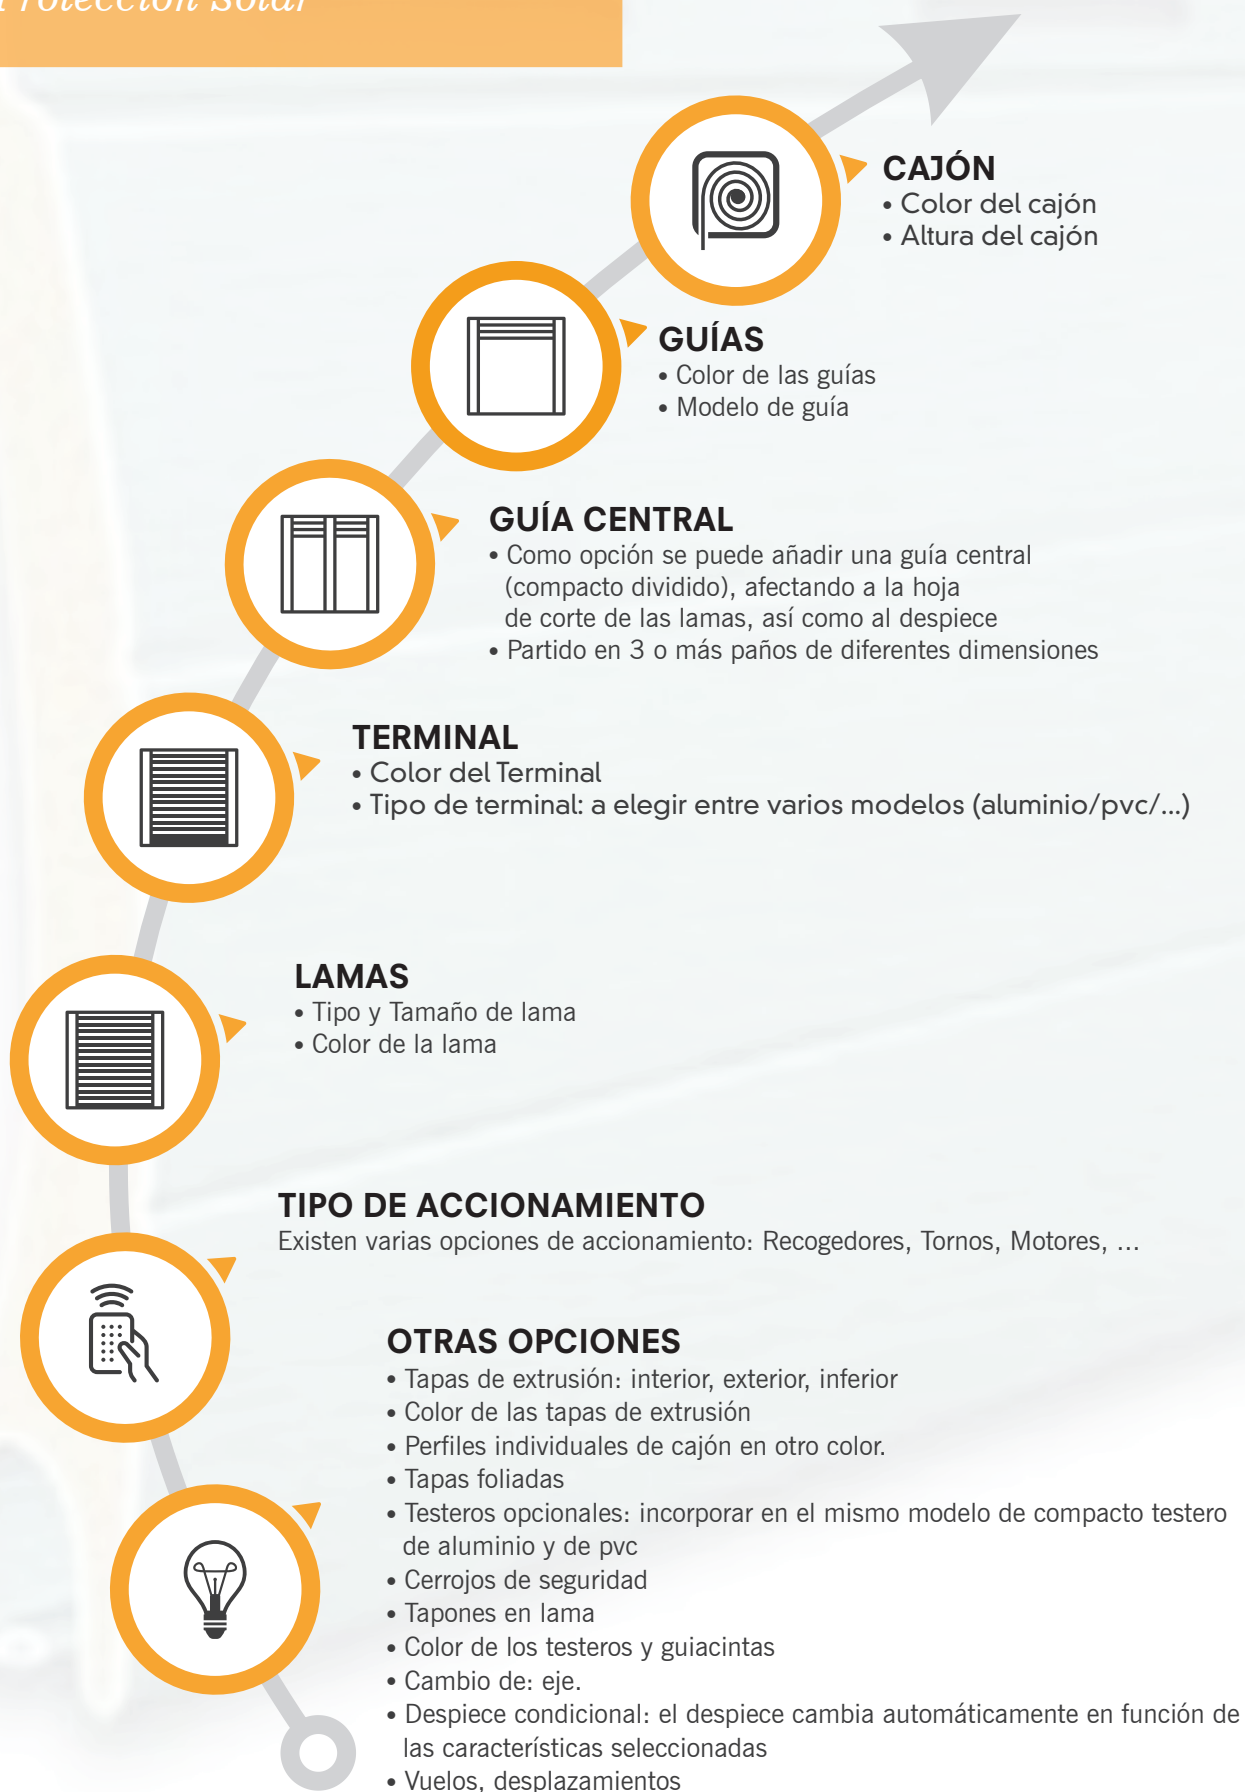 Protección Solar
CAJÓN
• Color del cajón
• Altura del cajón
GUÍAS
• Color de las guías
• Modelo de guía
GUÍA CENTRAL
• Como opción se puede añadir una guía central
(compacto dividido), afectando a la hoja
de corte de las lamas, así como al despiece
• Partido en 3 o más paños de diferentes dimensiones
TERMINAL
• Color del Terminal
• Tipo de terminal: a elegir entre varios modelos (aluminio/pvc/...)
LAMAS
• Tipo y Tamaño de lama
• Color de la lama
TIPO DE ACCIONAMIENTO
Existen varias opciones de accionamiento: Recogedores, Tornos, Motores, ...
OTRAS OPCIONES
• Tapas de extrusión: interior, exterior, inferior
• Color de las tapas de extrusión
• Perfiles individuales de cajón en otro color.
• Tapas foliadas
• Testeros opcionales: incorporar en el mismo modelo de compacto testero
de aluminio y de pvc
• Cerrojos de seguridad
• Tapones en lama
• Color de los testeros y guiacintas
• Cambio de: eje.
• Despiece condicional: el despiece cambia automáticamente en función de
las características seleccionadas
• Vuelos, desplazamientos